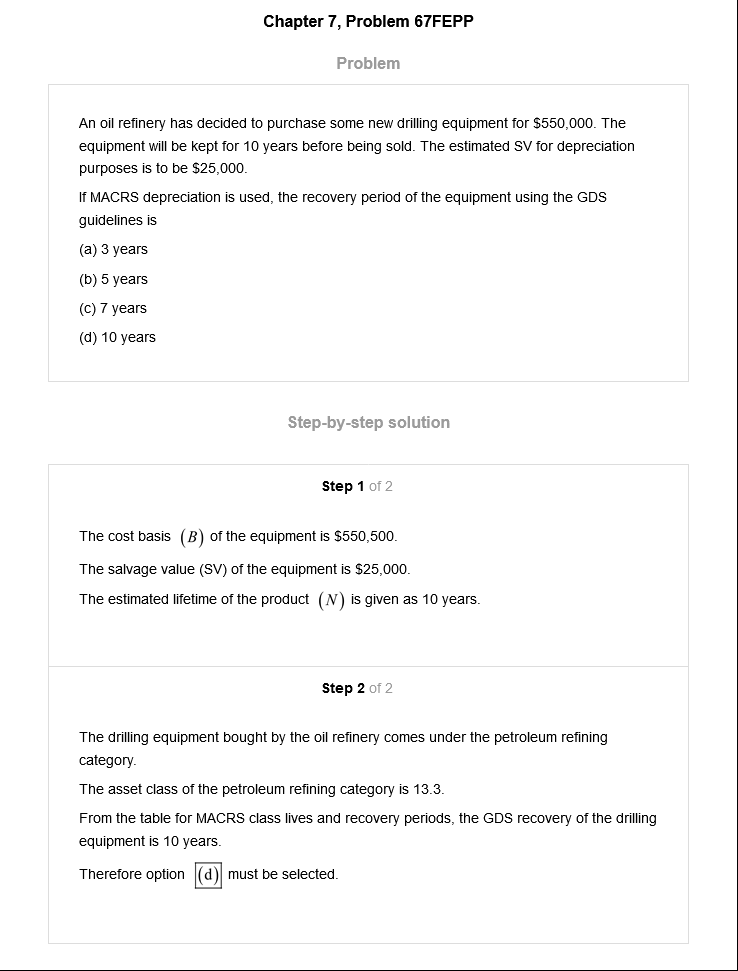 Chapter 7, Problem 67FEPP
Problem
An oil refinery has decided to purchase some new drilling equipment for $550,000. The
equipment will be kept for 10 years before being sold. The estimated SV for depreciation
purposes is to be $25,000.
If MACRS depreciation is used, the recovery period of the equipment using the GDS
guidelines is
(a) 3 years
(b) 5 years
(c) 7 years
(d) 10 years
Step-by-step solution
Step 1 of 2
The cost basis (B) of the equipment is $550,500.
The salvage value (SV) of the equipment is $25,000.
The estimated lifetime of the product (N) is given as 10 years.
Step 2 of 2
The drilling equipment bought by the oil refinery comes under the petroleum refining
category.
The asset class of the petroleum refining category is 13.3.
From the table for MACRS class lives and recovery periods, the GDS recovery of the drilling
equipment is 10 years.
Therefore option (d) must be selected.